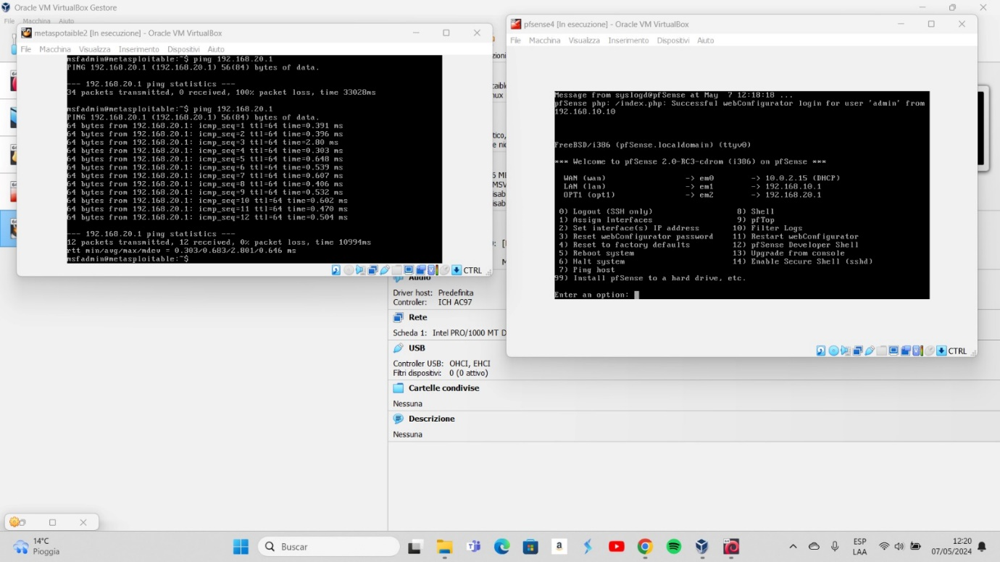 Oracle VM VirtualBox Gestore
File Macchina Aiuto
metaspotaible2 [In esecuzione] - Oracle VM VirtualBox
File Macchina Visualizza Inserimento Dispositivi Aiuto
msfadmin@metasploitable:~$ ping 192.168.20.1
PING 192.168.20.1 (192.168.20.1) 56(84) bytes of data.
--- 192.168.20.1 ping statistics ---
34 packets transmitted, 0 received, 100% packet loss, time 33028ms
msfadmin@metasploitable:~$ ping 192.168.20.1
PING 192.168.20.1 (192.168.20.1) 56(84) bytes of data.
64 bytes from 192.168.20.1: icmp_seq=1 ttl=64 time=0.391 ms
64 bytes from 192.168.20.1: icmp_seq=2 ttl=64 time=0.396 ms
64 bytes from 192.168.20.1: icmp_seq=3 ttl=64 time=2.80 ms
64 bytes from 192.168.20.1: icmp_seq=4 ttl=64 time=0.303 ms
64 bytes from 192.168.20.1: icmp_seq=5 ttl=64 time=0.648 ms
64 bytes from 192.168.20.1: icmp_seq=6 ttl=64 time=0.539 ms
64 bytes from 192.168.20.1: icmp_seq=7 ttl=64 time=0.607 ms
64 bytes from 192.168.20.1: icmp_seq=8 ttl=64 time=0.406 ms
64 bytes from 192.168.20.1: icmp_seq=9 ttl=64 time=0.532 ms
64 bytes from 192.168.20.1: icmp_seq=10 ttl=64 time=0.602 ms
64 bytes from 192.168.20.1: icmp_seq=11 ttl=64 time=0.470 ms
64 bytes from 192.168.20.1: icmp_seq=12 ttl=64 time=0.504 ms
--- 192.168.20.1 ping statistics ---
12 packets transmitted, 12 received, 0% packet loss, time 10994ms
rtt min/avg/max/mdev = 0.303/0.683/2.801/0.646 ms
msfadmin@metasploitable:~$
CTRL
pfsense4 [In esecuzione] - Oracle VM VirtualBox
File Macchina Visualizza Inserimento Dispositivi Aiuto
Message from syslogd@pfSense at May 7 12:18:18 ...
pfSense php: /index.php: Successful webConfigurator login for user 'admin' from
192.168.10.10
FreeBSD/i386 (pfSense.localdomain) (ttyv0)
*** Welcome to pfSense 2.0-RC3-cdrom (i386) on pfSense ***
WAN (wan) -> em0 -> 10.0.2.15 (DHCP)
LAN (lan) -> em1 -> 192.168.10.1
OPT1 (opt1) -> em2 -> 192.168.20.1
0) Logout (SSH only) 8) Shell
1) Assign Interfaces 9) pfTop
2) Set interface(s) IP address 10) Filter Logs
3) Reset webConfigurator password 11) Restart webConfigurator
4) Reset to factory defaults 12) pfSense Developer Shell
5) Reboot system 13) Upgrade from console
6) Halt system 14) Enable Secure Shell (sshd)
7) Ping host
99) Install pfSense to a hard drive, etc.
Enter an option:
CTRL
Audio
Driver host: Predefinita
Controller: ICH AC97
Rete
Scheda 1: Intel PRO/1000 MT D
USB
Controller USB: OHCI, EHCI
Filtri dispositivi: 0 (0 attivo)
Cartelle condivise
Nessuna
Descrizione
Nessuna
14°C
Pioggia
Buscar
ESP
LAA
12:20
07/05/2024